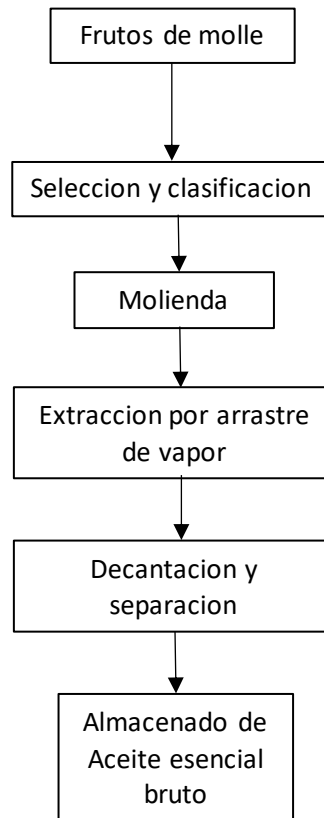 Frutos de molle
Seleccion y clasificacion
Molienda
Extraccion por arrastre
de vapor
Decantacion y
separacion
Almacenado de
Aceite esencial
bruto